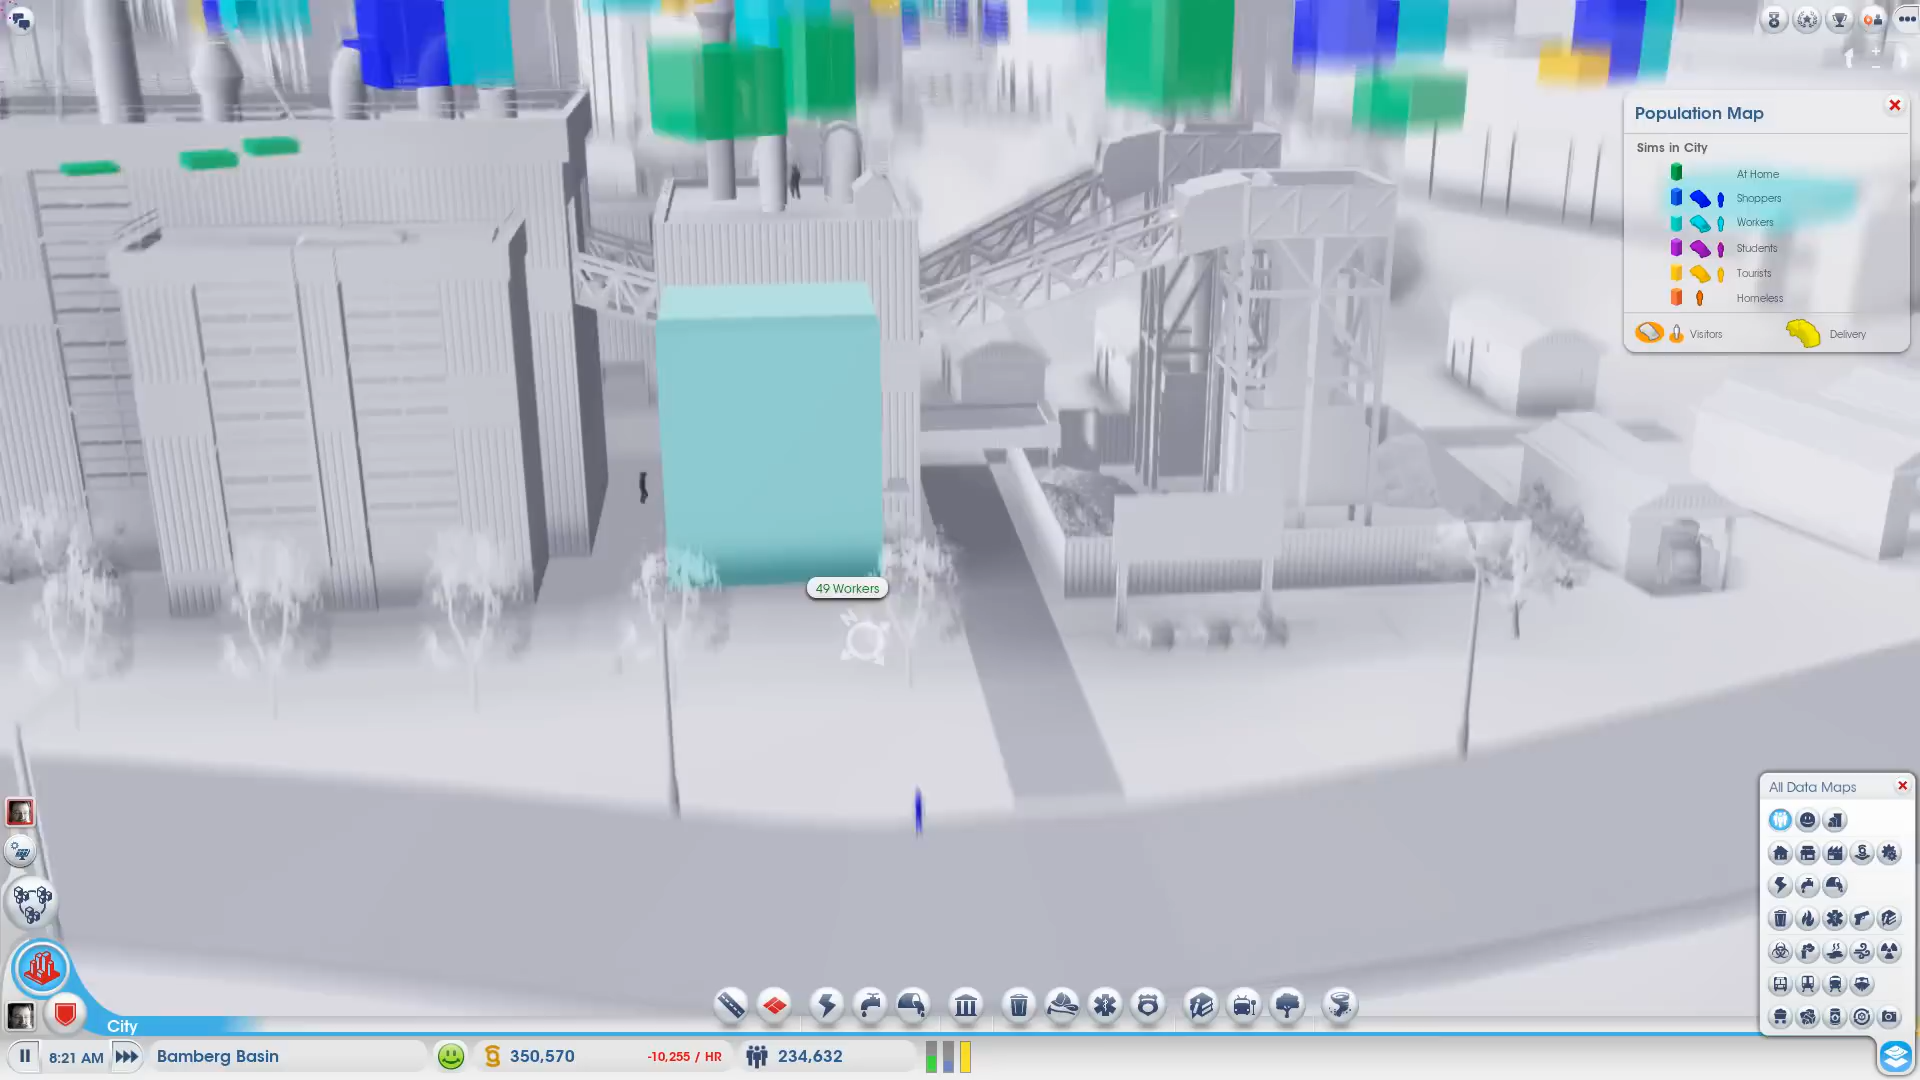 Population Map
Sims in City
At Home
Shoppers
Workers
Students
Tourists
Homeless
Visitors
Delivery
49 Workers
All Data Maps
City
8:21 AM
Bamberg Basin
350,570
-10,255 / HR
234,632